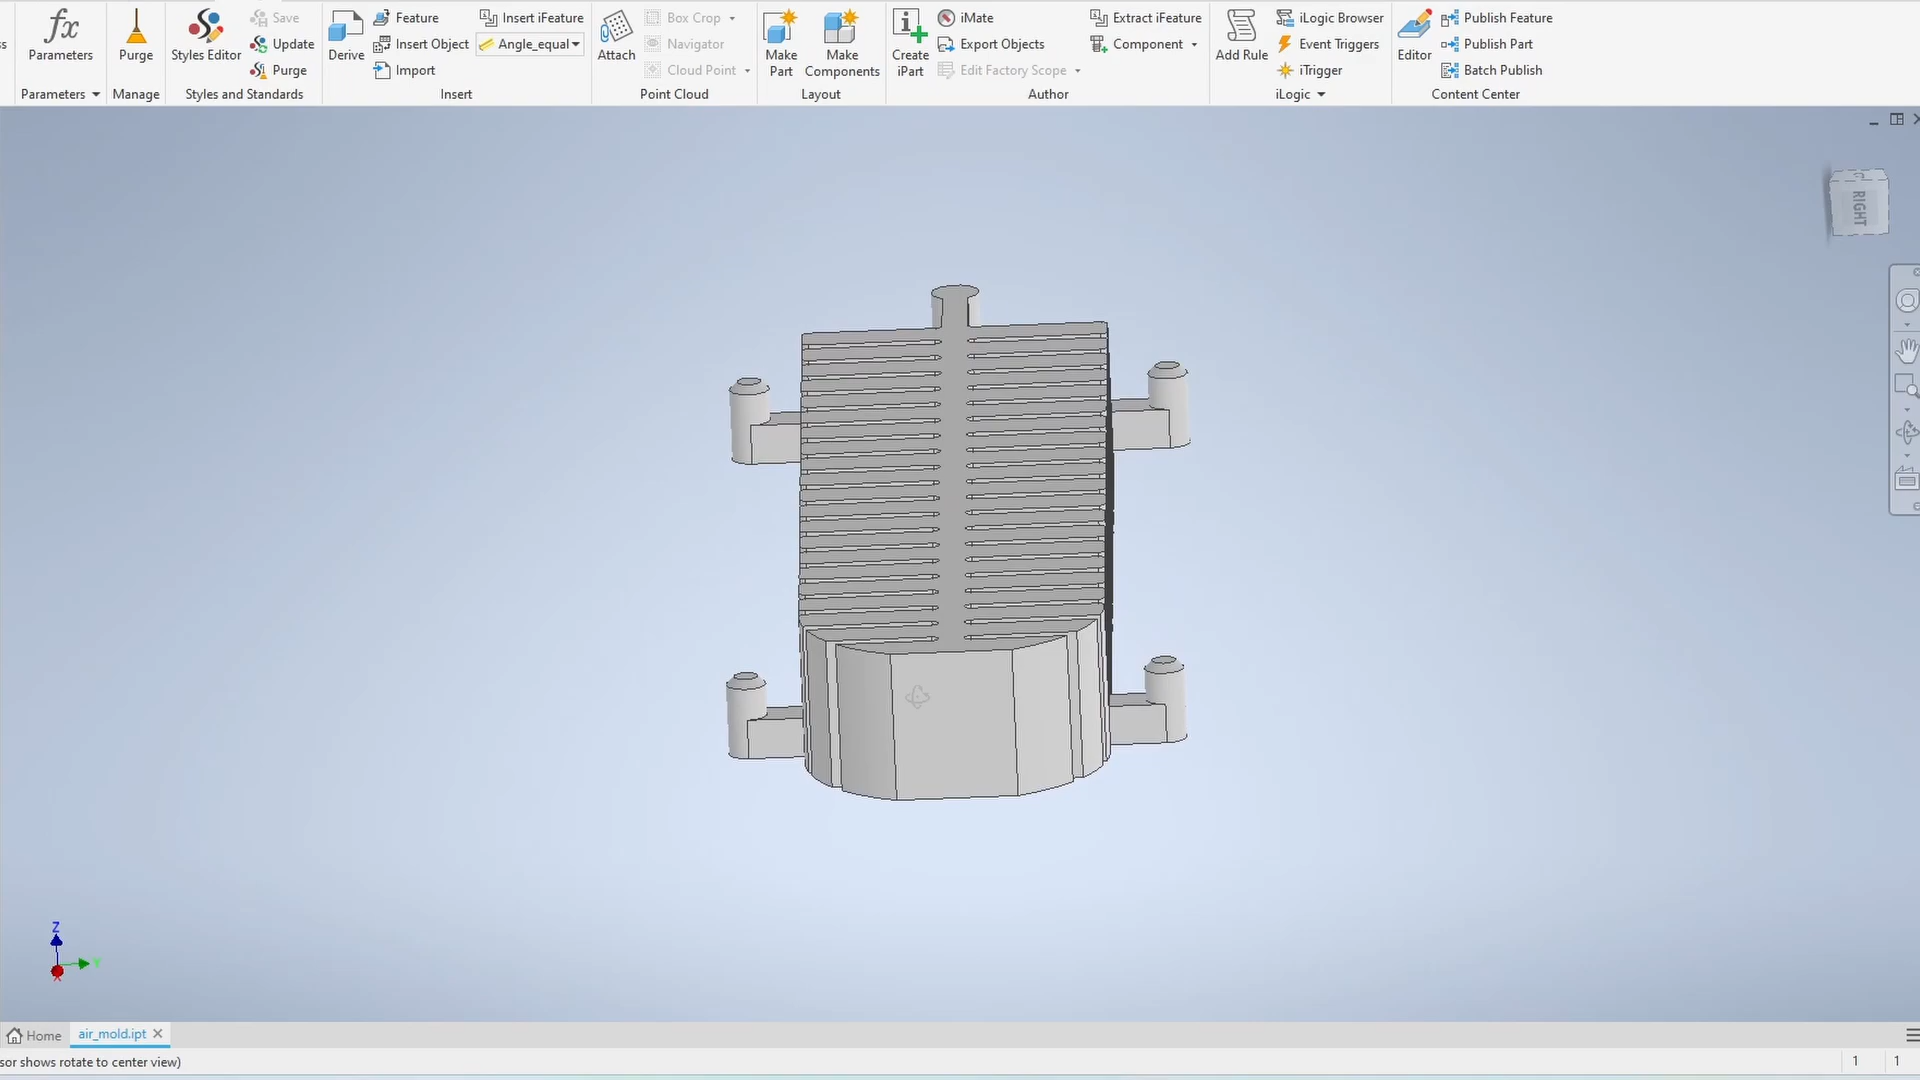 s
fx
Parameters
Parameters
Purge
Manage
Styles Editor
Save
Update
Purge
Styles and Standards
Derive
Feature
Insert Object
Import
Insert iFeature
Angle_equal
Insert
Attach
Box Crop
Navigator
Cloud Point
Point Cloud
Make
Part
Make
Components
Layout
Create
iPart
iMate
Export Objects
Edit Factory Scope
Extract iFeature
Component
Author
Add Rule
iLogic Browser
Event Triggers
iTrigger
iLogic
Editor
Publish Feature
Publish Part
Batch Publish
Content Center
RIGHT
Z
Y
X
Home
air_mold.ipt
sor shows rotate to center view)
1
1